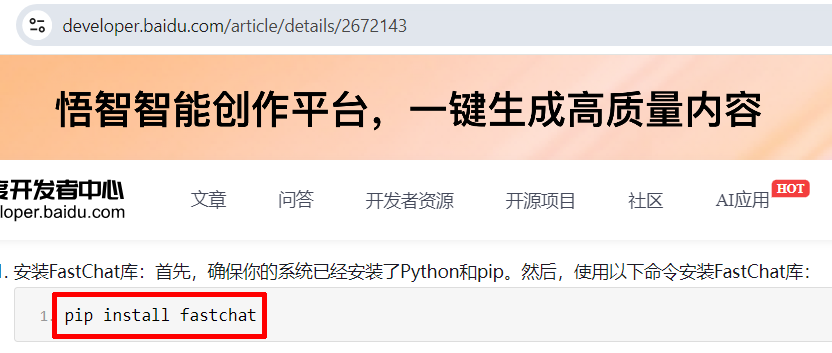 developer.baidu.com/article/details/2672143
悟智智能创作平台，一键生成高质量内容
度开发者中心
eloper.baidu.com
文章 问答 开发者资源 开源项目 社区 AI应用 HOT
1. 安装FastChat库：首先，确保你的系统已经安装了Python和pip。然后，使用以下命令安装FastChat库：
1. pip install fastchat